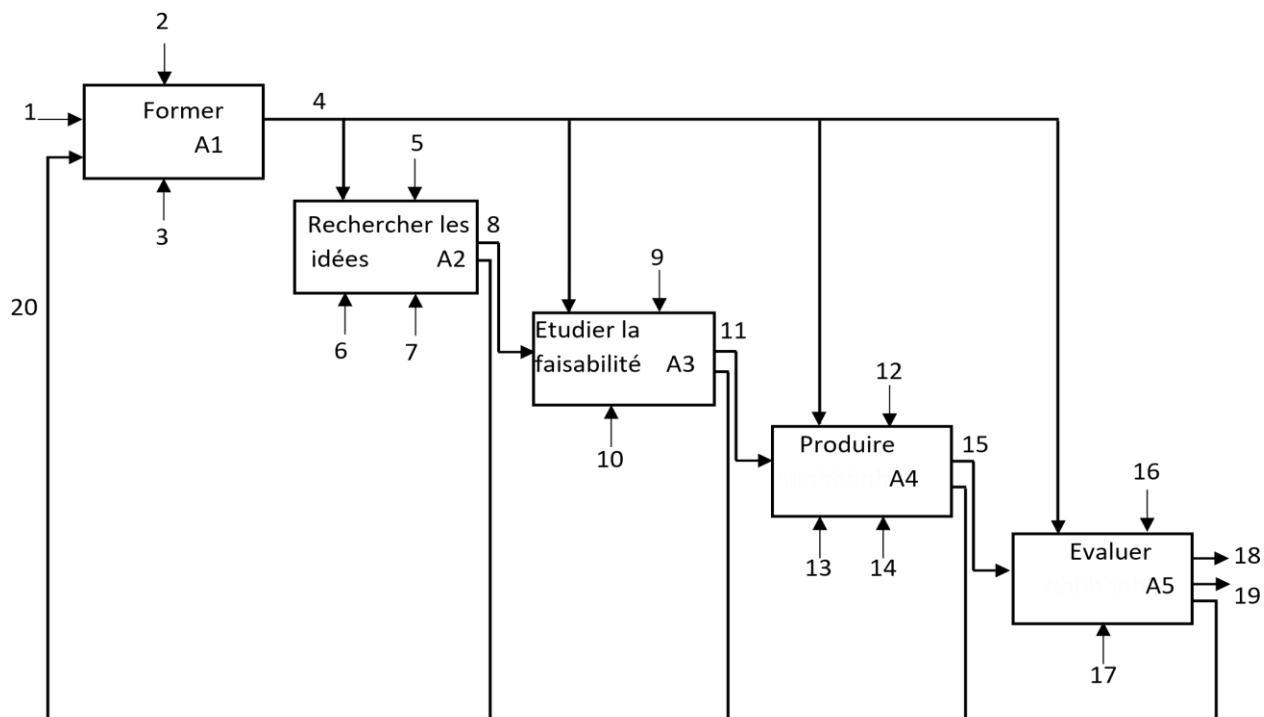 2
1
Former
A1
4
3
5
Rechercher les
idées A2
8
6
7
20
9
Etudier la
faisabilité A3
11
10
12
Produire
A4
15
13
14
16
Evaluer
A5
18
19
17